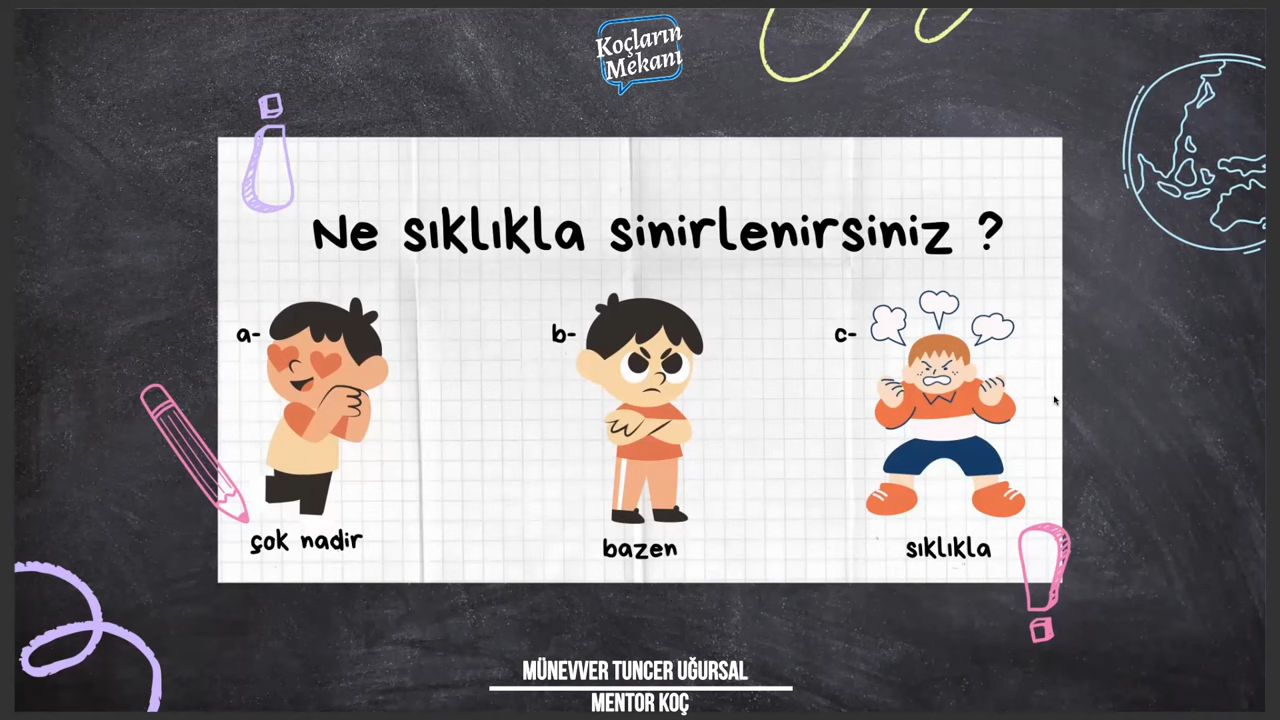 Koçların
Mekanı
Ne sıklıkla sinirlenirsiniz ?
a-
b-
c-
çok nadir
bazen
sıklıkla
MÜNEVVER TUNCER UĞURSAL
MENTOR KOÇ